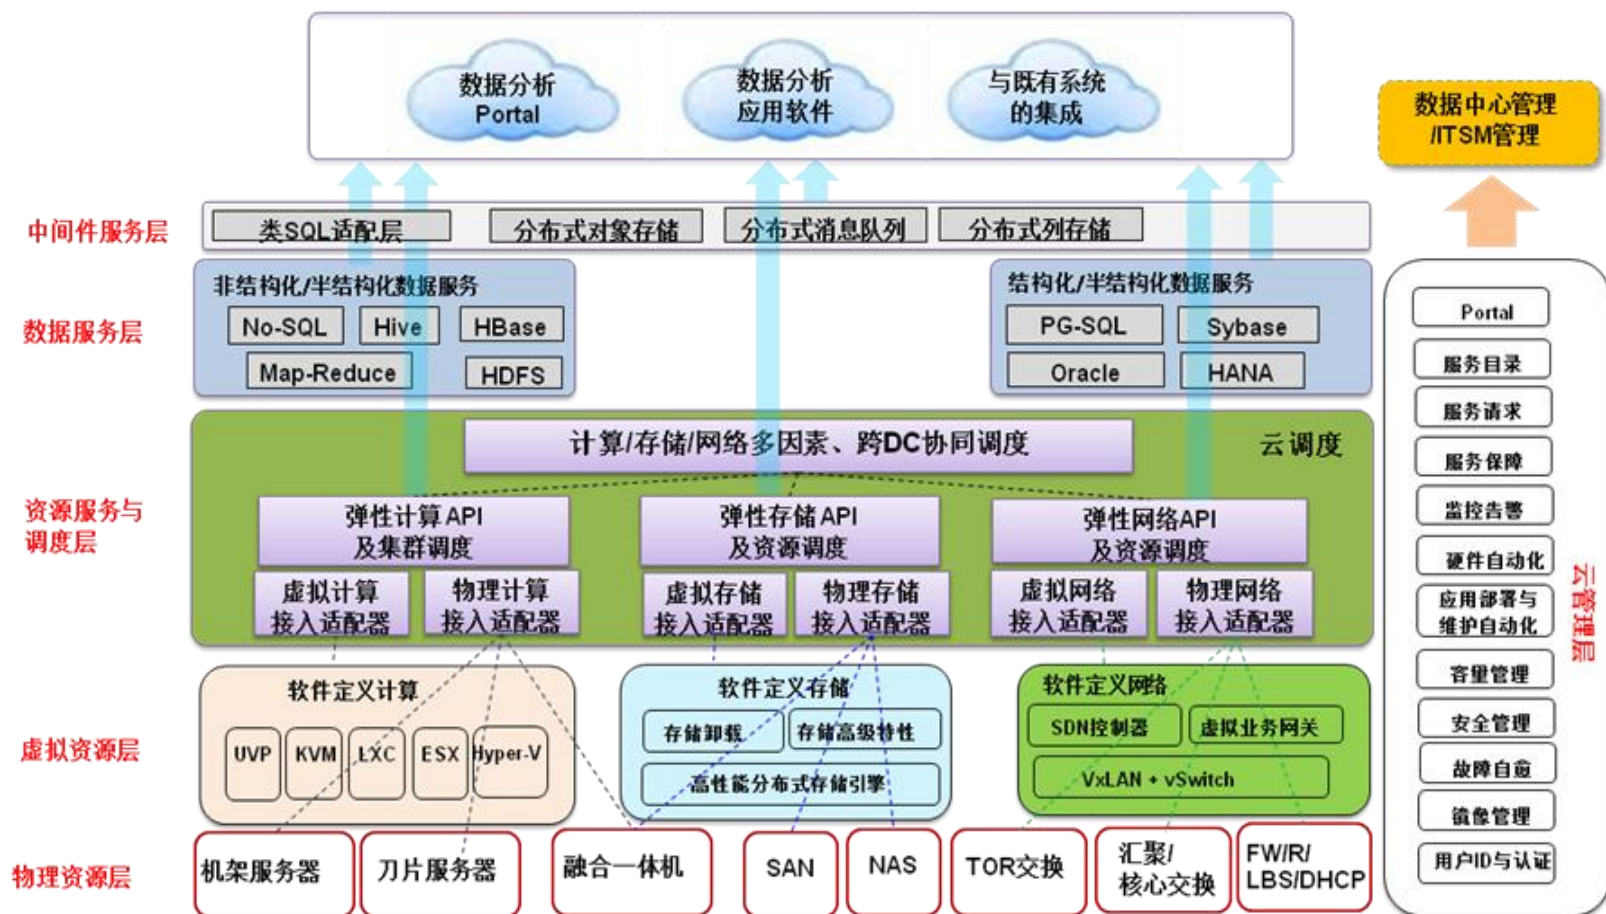 数据分析
Portal
数据分析
应用软件
与既有系统
的集成
数据中心管理
/ITSM管理
中间件服务层
类SQL适配层
分布式对象存储
分布式消息队列
分布式列存储
数据服务层
非结构化/半结构化数据服务
No-SQL
Hive
HBase
Map-Reduce
HDFS
结构化/半结构化数据服务
PG-SQL
Sybase
Oracle
HANA
资源服务与
调度层
计算/存储/网络多因素、跨DC协同调度
云调度
弹性计算API
及集群调度
弹性存储API
及资源调度
弹性网络API
及资源调度
虚拟计算
接入适配器
物理计算
接入适配器
虚拟存储
接入适配器
物理存储
接入适配器
虚拟网络
接入适配器
物理网络
接入适配器
虚拟资源层
软件定义计算
UVP
KVM
LXC
ESX
Hyper-V
软件定义存储
存储卸载
存储高级特性
高性能分布式存储引擎
软件定义网络
SDN控制器
虚拟业务网关
VxLAN + vSwitch
物理资源层
机架服务器
刀片服务器
融合一体机
SAN
NAS
TOR交换
汇聚/
核心交换
FW/R/
LBS/DHCP
Portal
服务目录
服务请求
服务保障
监控告警
硬件自动化
应用部署与
维护自动化
容量管理
安全管理
故障自愈
镜像管理
用户ID与认证
云管理层